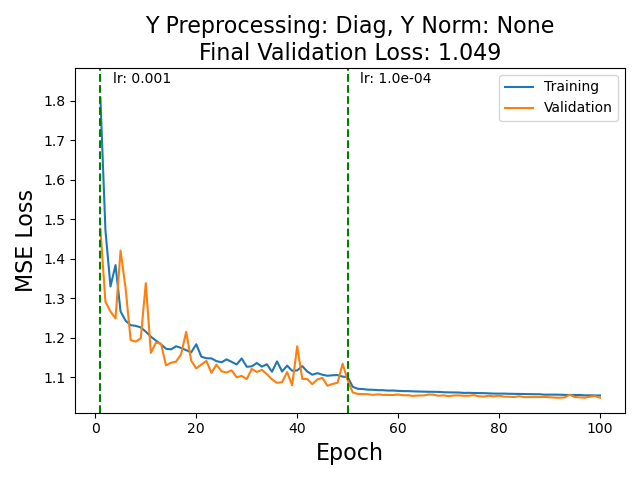 Y Preprocessing: Diag, Y Norm: None
Final Validation Loss: 1.049
lr: 0.001
lr: 1.0e-04
Training
Validation
MSE Loss
1.8
1.7
1.6
1.5
1.4
1.3
1.2
1.1
0
20
40
60
80
100
Epoch